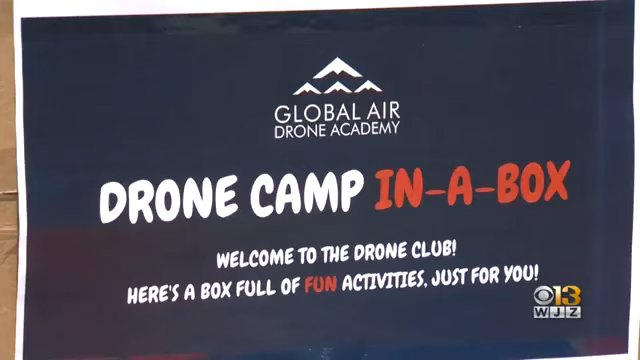 GLOBAL AIR
DRONE ACADEMY
DRONE CAMP IN-A-BOX
WELCOME TO THE DRONE CLUB!
HERE'S A BOX FULL OF FUN ACTIVITIES, JUST FOR YOU!
13
WJZ